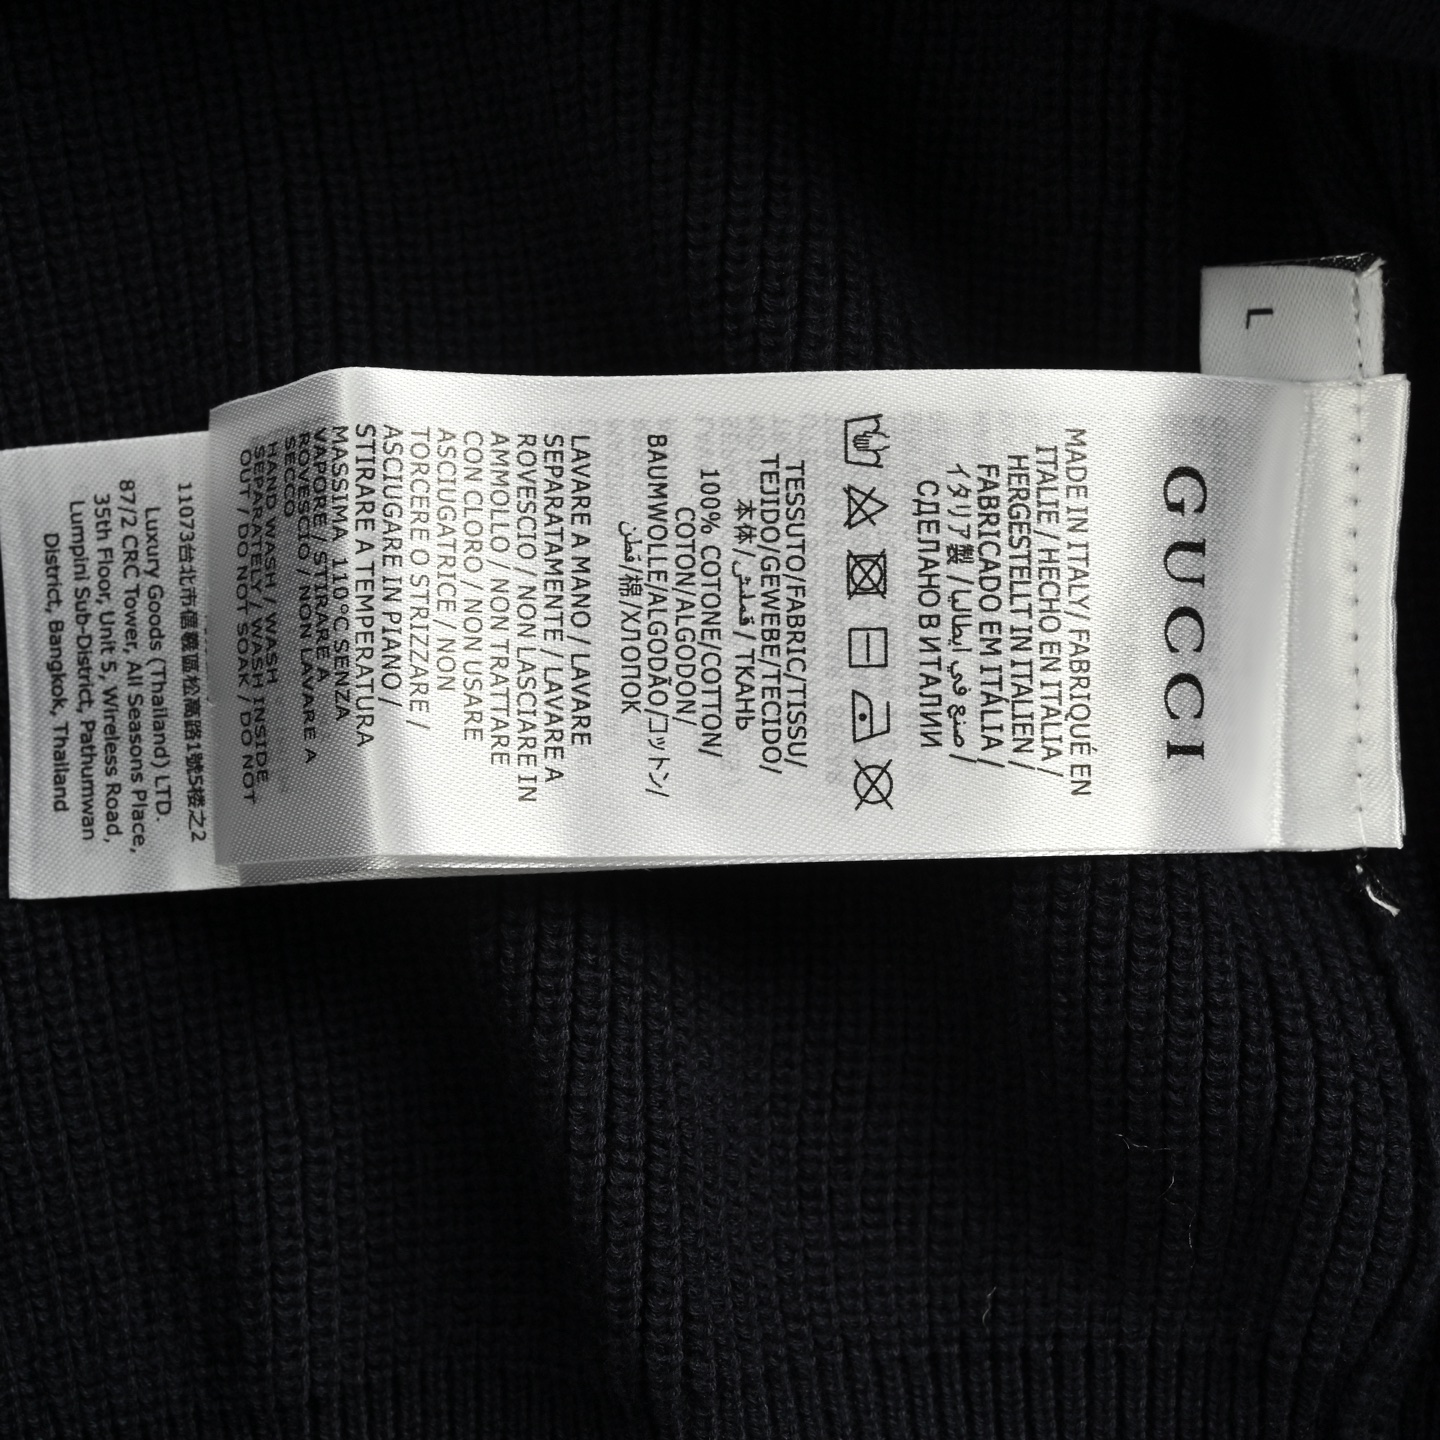 L
GUCCI
MADE IN ITALY/ FABRIQUÉ EN
ITALIE / HECHO EN ITALIA /
HERGESTELLT IN ITALIEN /
FABRICADO EM ITÁLIA /
イタリア製 / صنع في إيطاليا /
СДЕЛАНО В ИТАЛИИ
TESSUTO/FABRIC/TISSU/
TEJIDO/GEWEBE/TECIDO/
本体/ قماش / ТКАНЬ
100% COTONE/COTTON/
COTON/ALGODON/
BAUMWOLLE/ALGODÃO/コットン/
قطن/棉/ХЛОПОК
LAVARE A MANO / LAVARE
SEPARATAMENTE / LAVARE A
ROVESCIO / NON LASCIARE IN
AMMOLLO / NON TRATTARE
CON CLORO / NON USARE
ASCIUGATRICE / NON
TORCERE O STRIZZARE /
ASCIUGARE IN PIANO /
STIRARE A TEMPERATURA
MASSIMA 110°C SENZA
VAPORE / STIRARE A
ROVESCIO / NON LAVARE A
SECCO
HAND WASH / WASH
SEPARATELY / WASH INSIDE
OUT / DO NOT SOAK / DO NOT
11073台北市信義區松高路1號5楼之2
Luxury Goods (Thailand) LTD.
87/2 CRC Tower, All Seasons Place,
35th Floor, Unit 5, Wireless Road,
Lumpini Sub-District, Pathumwan
District, Bangkok, Thailand